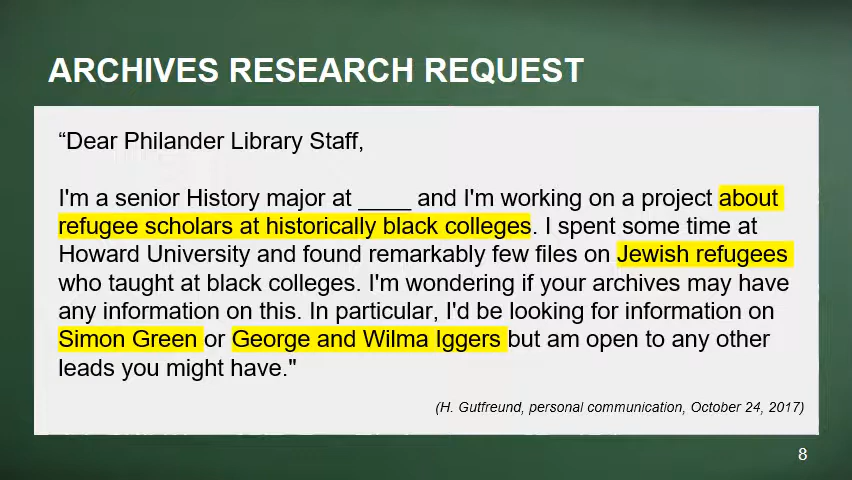 ARCHIVES RESEARCH REQUEST
“Dear Philander Library Staff,
I'm a senior History major at ____ and I'm working on a project about
refugee scholars at historically black colleges. I spent some time at
Howard University and found remarkably few files on Jewish refugees
who taught at black colleges. I'm wondering if your archives may have
any information on this. In particular, I'd be looking for information on
Simon Green or George and Wilma Iggers but am open to any other
leads you might have."
(H. Gutfreund, personal communication, October 24, 2017)
8